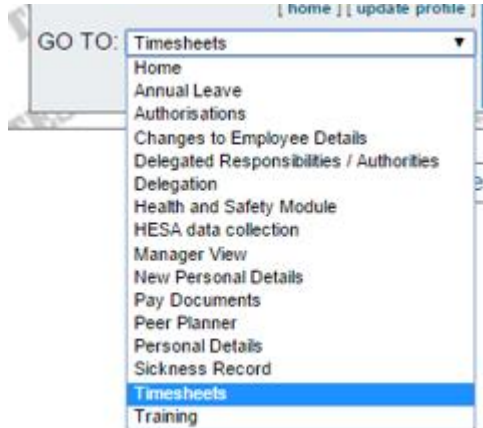 [ home ] [ update profile ]
GO TO: Timesheets
Home
Annual Leave
Authorisations
Changes to Employee Details
Delegated Responsibilities / Authorities
Delegation
Health and Safety Module
HESA data collection
Manager View
New Personal Details
Pay Documents
Peer Planner
Personal Details
Sickness Record
Timesheets
Training